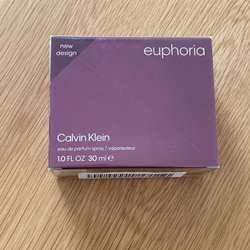 new
design
euphoria
Calvin Klein
eau de parfum spray / vaporisateur
1.0 FL OZ 30 ml ℮